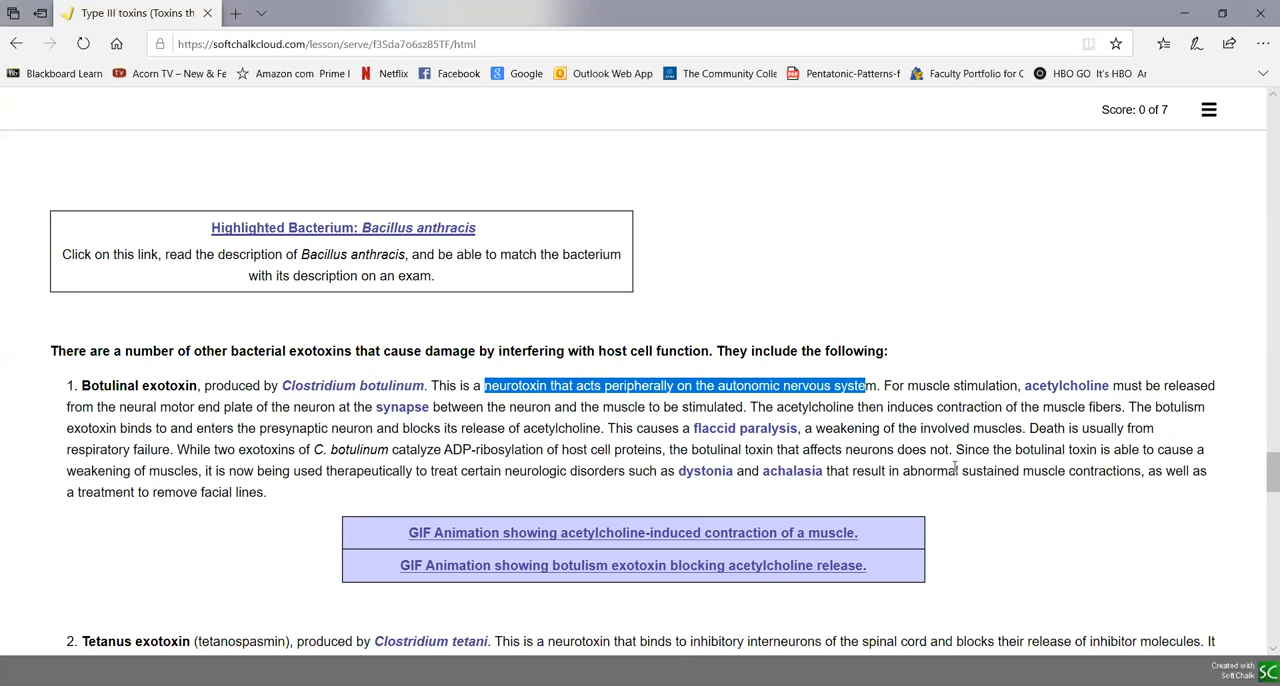 Type III toxins (Toxins th
https://softchalkcloud.com/lesson/serve/f35da7o6sz85TF/html
Blackboard Learn Acorn TV – New & Fe Amazon com Prime I Netflix Facebook Google Outlook Web App The Community Colle Pentatonic-Patterns-f Faculty Portfolio for C HBO GO It's HBO Ar
Score: 0 of 7
Highlighted Bacterium: Bacillus anthracis
Click on this link, read the description of Bacillus anthracis, and be able to match the bacterium
with its description on an exam.
There are a number of other bacterial exotoxins that cause damage by interfering with host cell function. They include the following:
1. Botulinal exotoxin, produced by Clostridium botulinum. This is a neurotoxin that acts peripherally on the autonomic nervous system. For muscle stimulation, acetylcholine must be released
from the neural motor end plate of the neuron at the synapse between the neuron and the muscle to be stimulated. The acetylcholine then induces contraction of the muscle fibers. The botulism
exotoxin binds to and enters the presynaptic neuron and blocks its release of acetylcholine. This causes a flaccid paralysis, a weakening of the involved muscles. Death is usually from
respiratory failure. While two exotoxins of C. botulinum catalyze ADP-ribosylation of host cell proteins, the botulinal toxin that affects neurons does not. Since the botulinal toxin is able to cause a
weakening of muscles, it is now being used therapeutically to treat certain neurologic disorders such as dystonia and achalasia that result in abnormal sustained muscle contractions, as well as
a treatment to remove facial lines.
GIF Animation showing acetylcholine-induced contraction of a muscle.
GIF Animation showing botulism exotoxin blocking acetylcholine release.
2. Tetanus exotoxin (tetanospasmin), produced by Clostridium tetani. This is a neurotoxin that binds to inhibitory interneurons of the spinal cord and blocks their release of inhibitor molecules. It
Created with
SoftChalk
SC